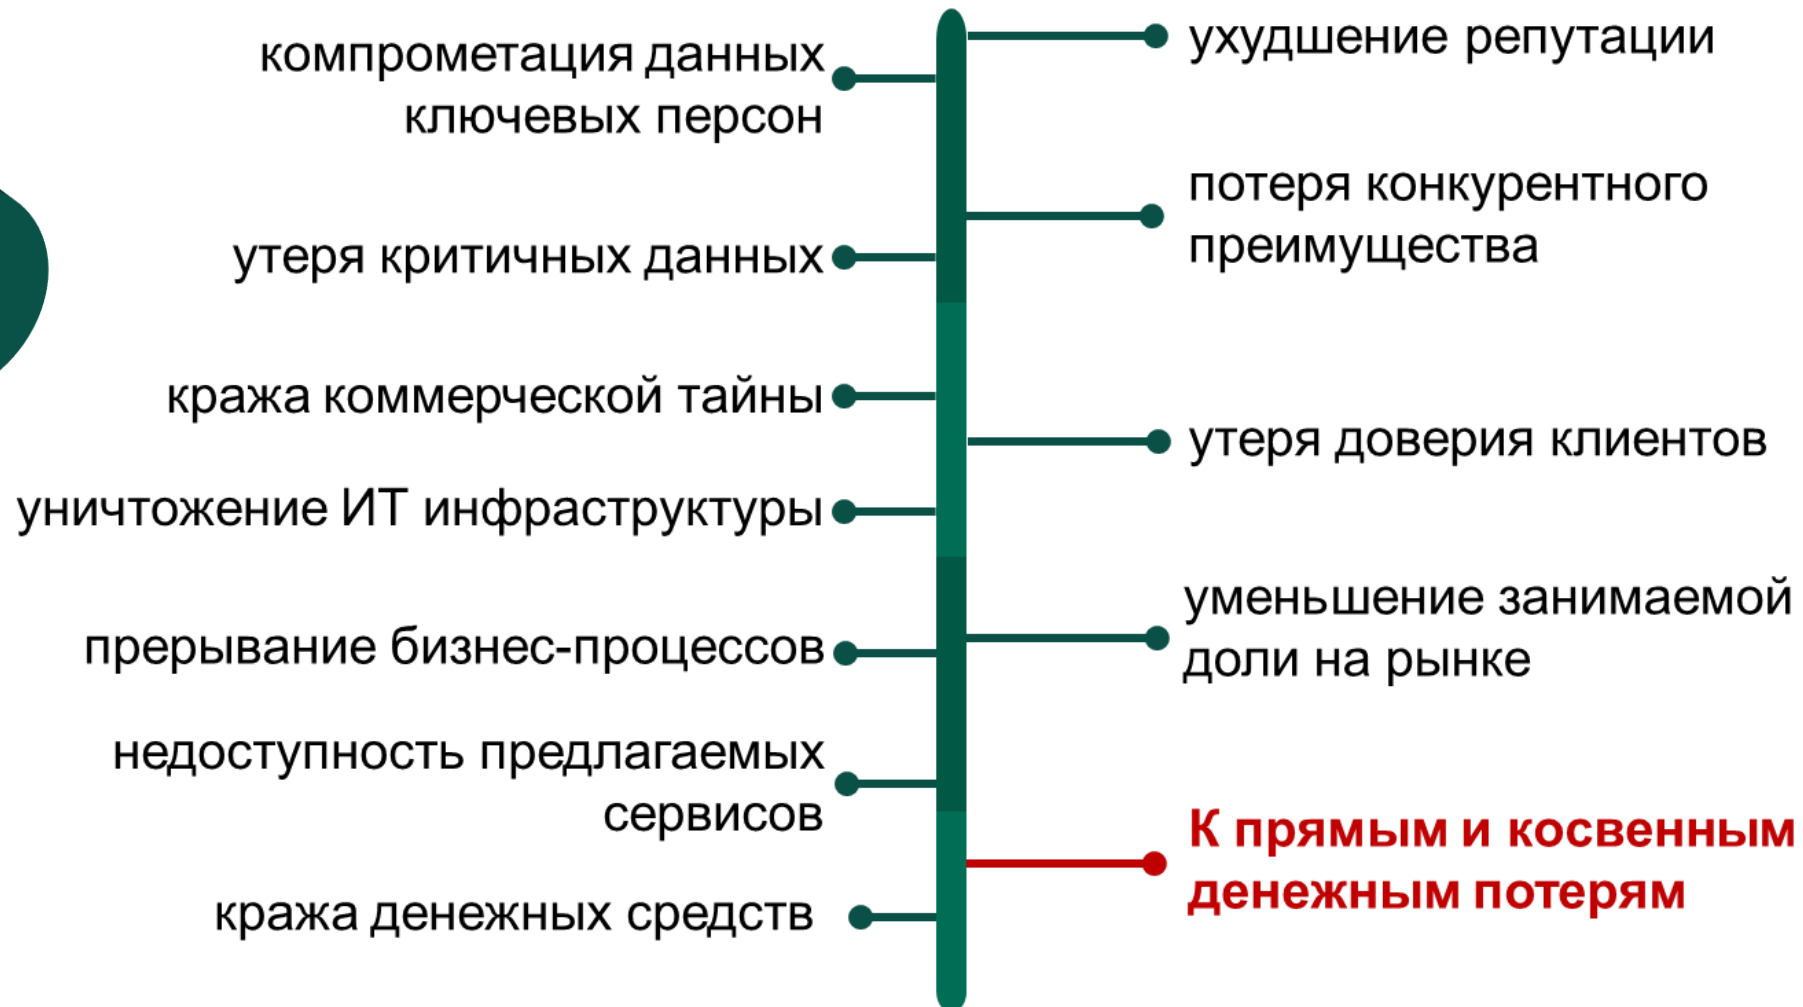 компрометация данных
ключевых персон
утеря критичных данных
кража коммерческой тайны
уничтожение ИТ инфраструктуры
прерывание бизнес-процессов
недоступность предлагаемых
сервисов
кража денежных средств
ухудшение репутации
потеря конкурентного
преимущества
утеря доверия клиентов
уменьшение занимаемой
доли на рынке
К прямым и косвенным
денежным потерям